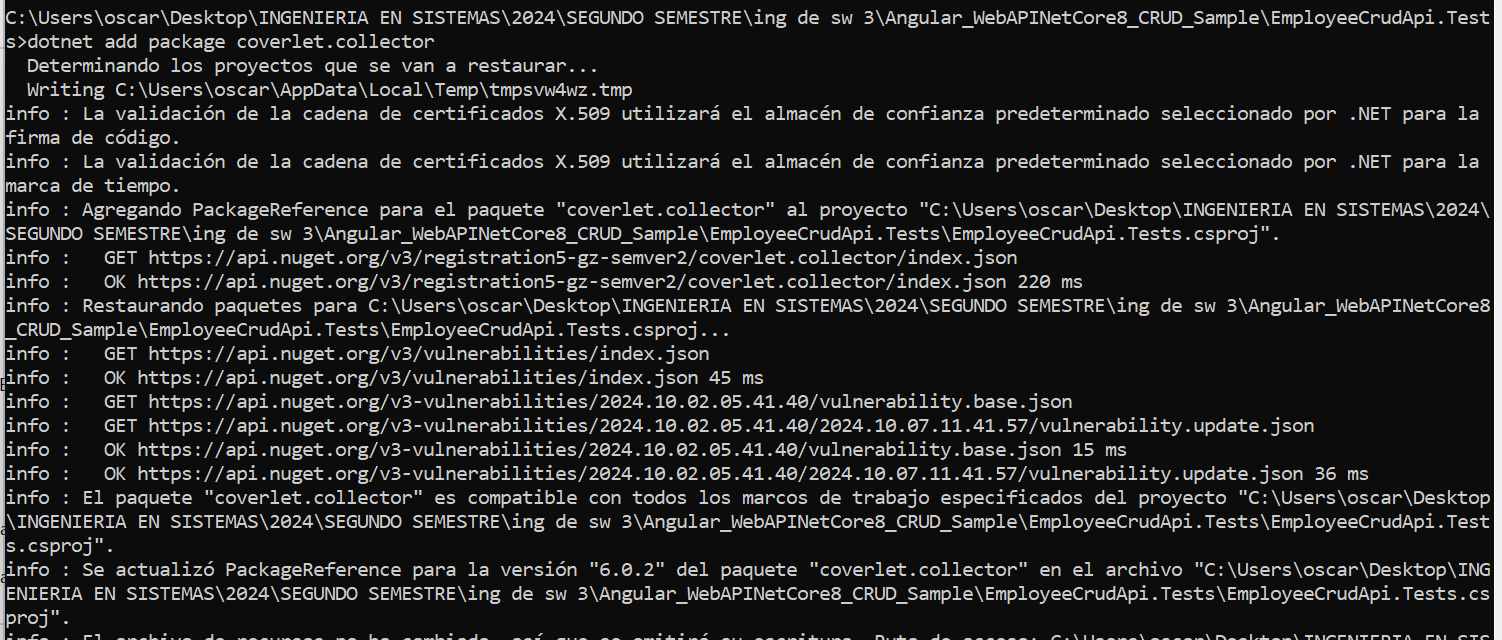 C:\Users\oscar\Desktop\INGENIERIA EN SISTEMAS\2024\SEGUNDO SEMESTRE\ing de sw 3\Angular_WebAPINetCore8_CRUD_Sample\EmployeeCrudApi.Test
s>dotnet add package coverlet.collector
  Determinando los proyectos que se van a restaurar...
  Writing C:\Users\oscar\AppData\Local\Temp\tmpsvw4wz.tmp
info : La validación de la cadena de certificados X.509 utilizará el almacén de confianza predeterminado seleccionado por .NET para la
firma de código.
info : La validación de la cadena de certificados X.509 utilizará el almacén de confianza predeterminado seleccionado por .NET para la
marca de tiempo.
info : Agregando PackageReference para el paquete "coverlet.collector" al proyecto "C:\Users\oscar\Desktop\INGENIERIA EN SISTEMAS\2024\
SEGUNDO SEMESTRE\ing de sw 3\Angular_WebAPINetCore8_CRUD_Sample\EmployeeCrudApi.Tests\EmployeeCrudApi.Tests.csproj".
info :   GET https://api.nuget.org/v3/registration5-gz-semver2/coverlet.collector/index.json
info :   OK https://api.nuget.org/v3/registration5-gz-semver2/coverlet.collector/index.json 220 ms
info : Restaurando paquetes para C:\Users\oscar\Desktop\INGENIERIA EN SISTEMAS\2024\SEGUNDO SEMESTRE\ing de sw 3\Angular_WebAPINetCore8
_CRUD_Sample\EmployeeCrudApi.Tests\EmployeeCrudApi.Tests.csproj...
info :   GET https://api.nuget.org/v3/vulnerabilities/index.json
info :   OK https://api.nuget.org/v3/vulnerabilities/index.json 45 ms
info :   GET https://api.nuget.org/v3-vulnerabilities/2024.10.02.05.41.40/vulnerability.base.json
info :   GET https://api.nuget.org/v3-vulnerabilities/2024.10.02.05.41.40/2024.10.07.11.41.57/vulnerability.update.json
info :   OK https://api.nuget.org/v3-vulnerabilities/2024.10.02.05.41.40/vulnerability.base.json 15 ms
info :   OK https://api.nuget.org/v3-vulnerabilities/2024.10.02.05.41.40/2024.10.07.11.41.57/vulnerability.update.json 36 ms
info : El paquete "coverlet.collector" es compatible con todos los marcos de trabajo especificados del proyecto "C:\Users\oscar\Desktop
\INGENIERIA EN SISTEMAS\2024\SEGUNDO SEMESTRE\ing de sw 3\Angular_WebAPINetCore8_CRUD_Sample\EmployeeCrudApi.Tests\EmployeeCrudApi.Test
s.csproj".
info : Se actualizó PackageReference para la versión "6.0.2" del paquete "coverlet.collector" en el archivo "C:\Users\oscar\Desktop\ING
ENIERIA EN SISTEMAS\2024\SEGUNDO SEMESTRE\ing de sw 3\Angular_WebAPINetCore8_CRUD_Sample\EmployeeCrudApi.Tests\EmployeeCrudApi.Tests.cs
proj".